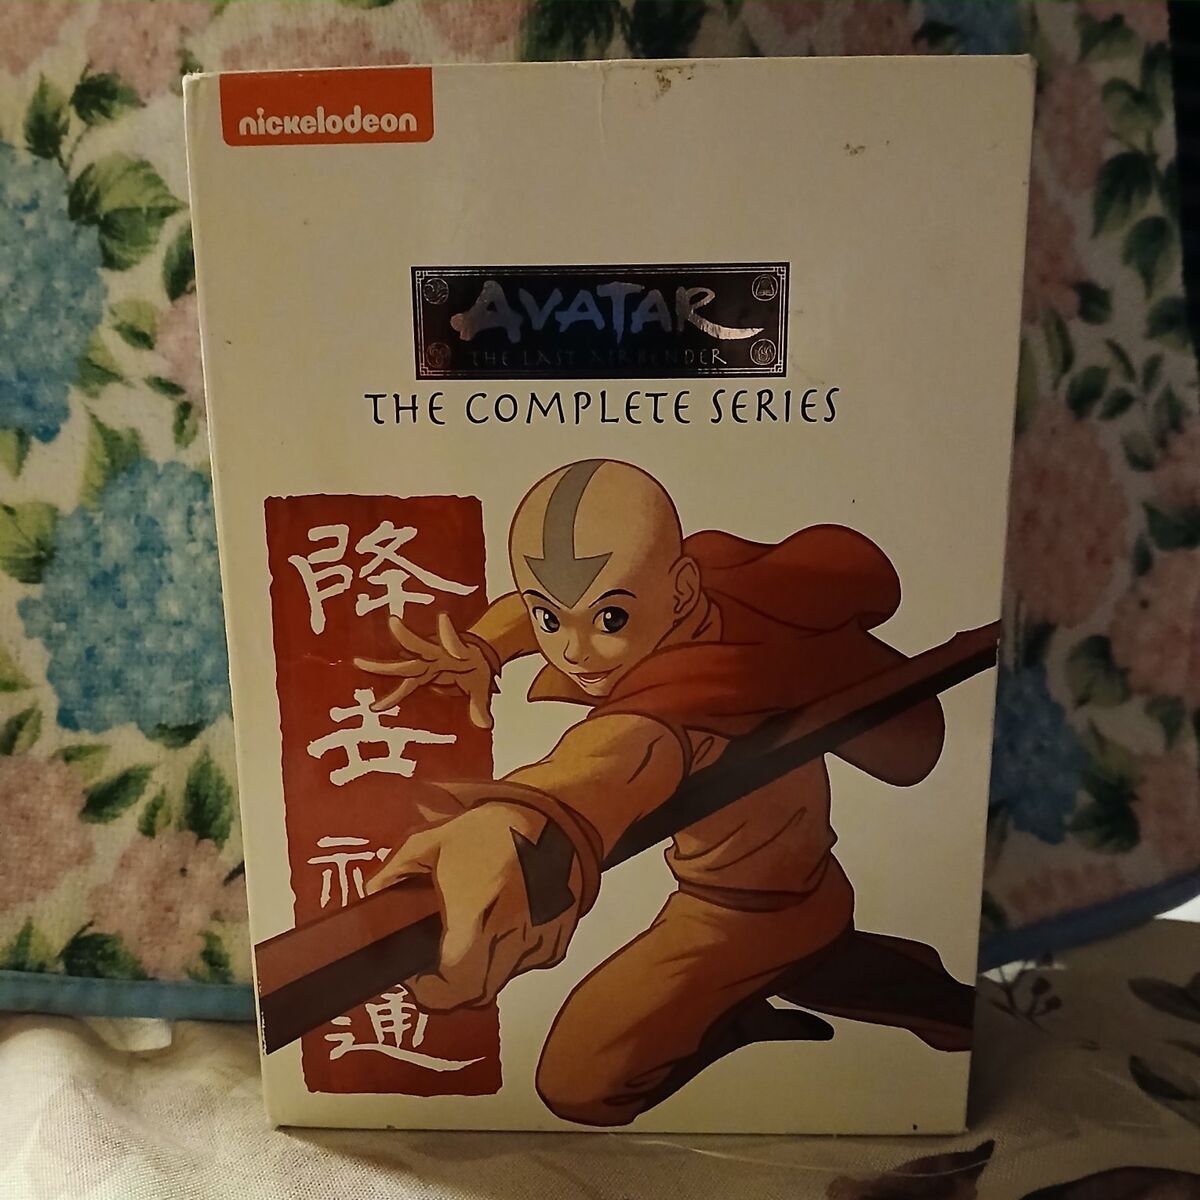 nickelodeon
AVATAR
THE LAST AIRBENDER
THE COMPLETE SERIES
降
世
神
通